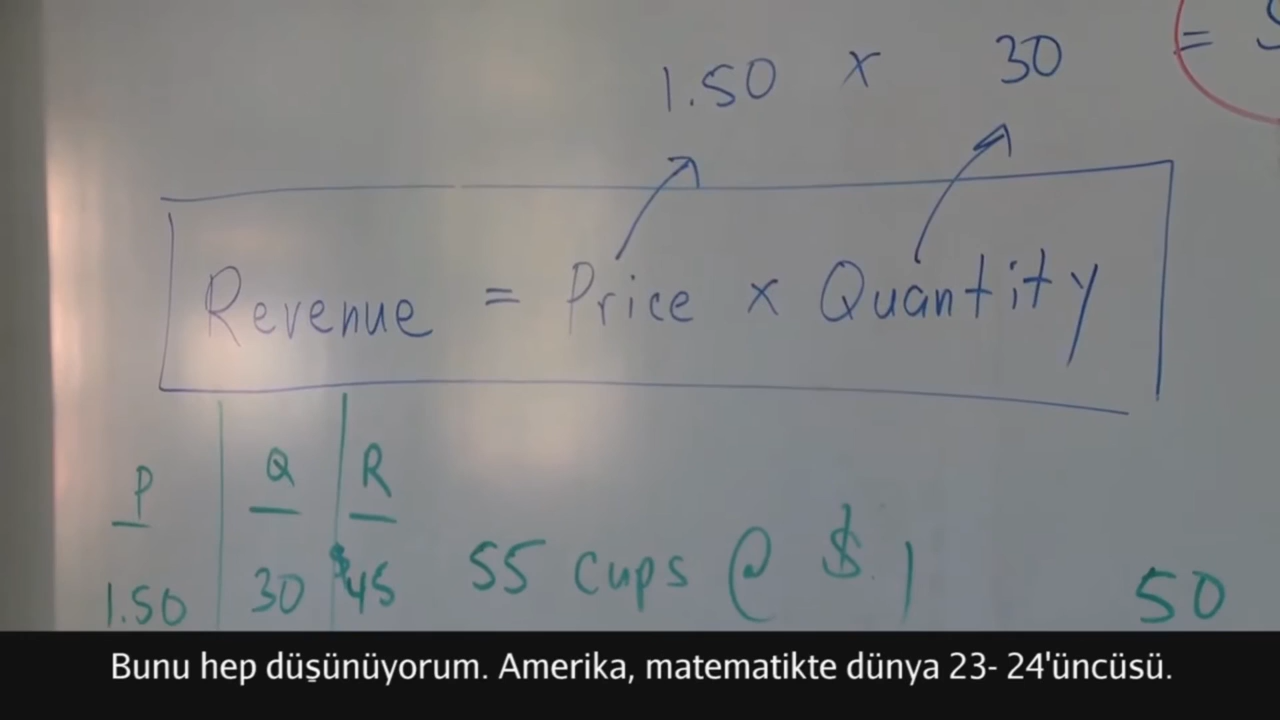 1.50 x 30 =
Revenue = Price x Quantity
P Q R
1.50 30 $45 55 cups @ $1 50
Bunu hep düşünüyorum. Amerika, matematikte dünya 23- 24'üncüsü.